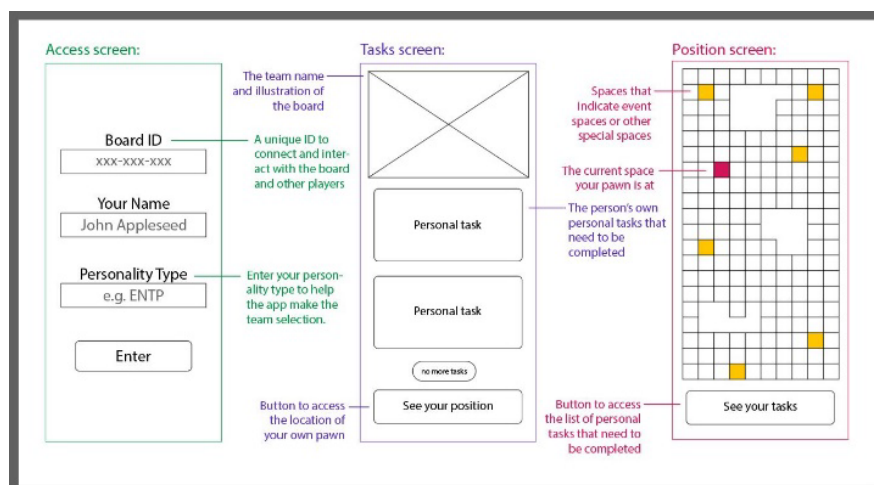 Access screen:
Board ID
xxx-xxx-xxx
Your Name
John Appleseed
Personality Type
e.g. ENTP
Enter
A unique ID to
connect and inter-
act with the board
and other players
Enter your person-
ality type to help
the app make the
team selection.
Tasks screen:
The team name
and illustration of
the board
Personal task
Personal task
no more tasks
See your position
The person's own
personal tasks that
need to be
completed
Button to access
the location of
your own pawn
Position screen:
Spaces that
indicate event
spaces or other
special spaces
The current space
your pawn is at
See your tasks
Button to access
the list of personal
tasks that need to
be completed